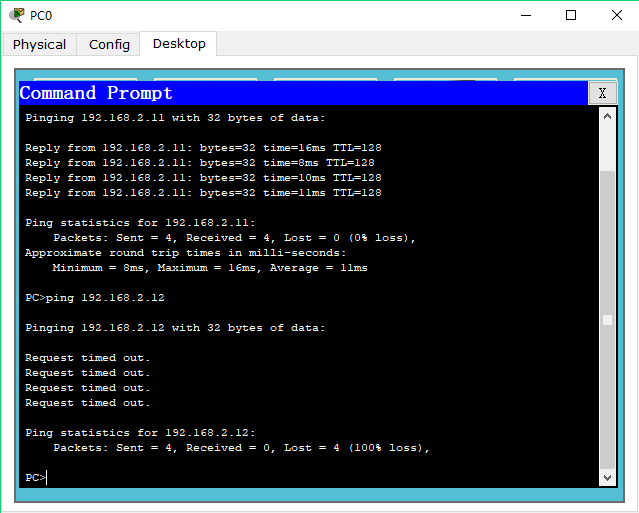 PC0
Physical Config Desktop
Command Prompt X
Pinging 192.168.2.11 with 32 bytes of data:
Reply from 192.168.2.11: bytes=32 time=16ms TTL=128
Reply from 192.168.2.11: bytes=32 time=8ms TTL=128
Reply from 192.168.2.11: bytes=32 time=10ms TTL=128
Reply from 192.168.2.11: bytes=32 time=11ms TTL=128
Ping statistics for 192.168.2.11:
Packets: Sent = 4, Received = 4, Lost = 0 (0% loss),
Approximate round trip times in milli-seconds:
Minimum = 8ms, Maximum = 16ms, Average = 11ms
PC>ping 192.168.2.12
Pinging 192.168.2.12 with 32 bytes of data:
Request timed out.
Request timed out.
Request timed out.
Request timed out.
Ping statistics for 192.168.2.12:
Packets: Sent = 4, Received = 0, Lost = 4 (100% loss),
PC>